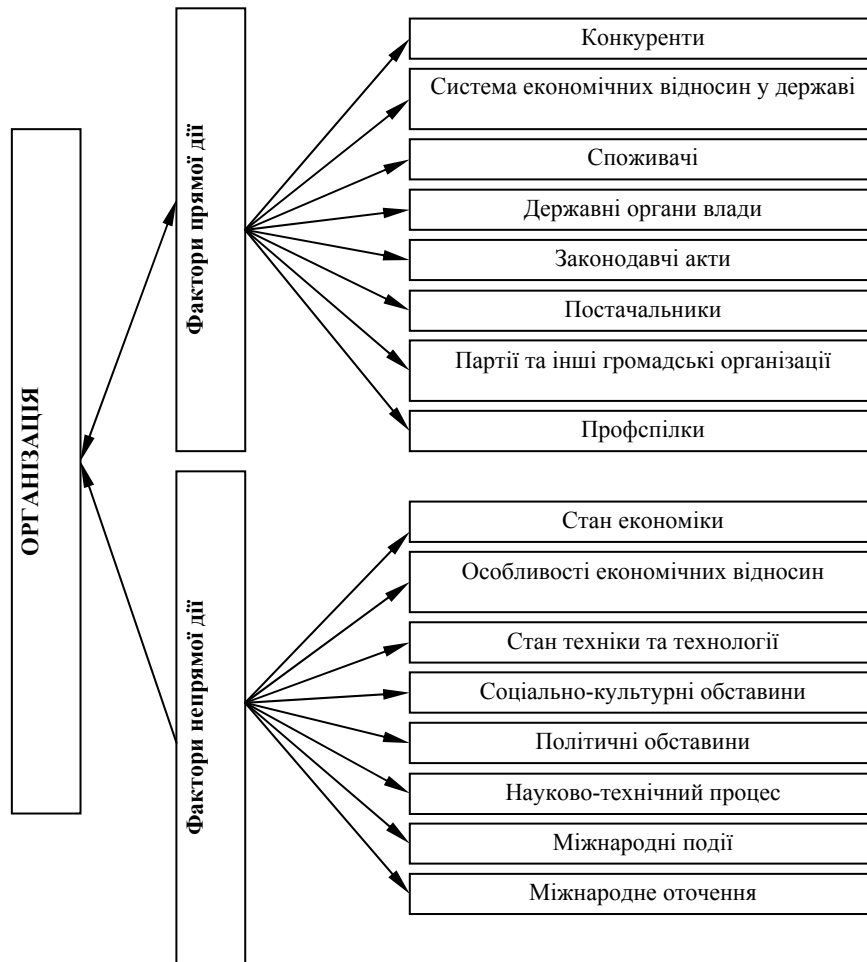 ОРГАНІЗАЦІЯ
Фактори прямої дії
Конкуренти
Система економічних відносин у державі
Споживачі
Державні органи влади
Законодавчі акти
Постачальники
Партії та інші громадські організації
Профспілки
Фактори непрямої дії
Стан економіки
Особливості економічних відносин
Стан техніки та технології
Соціально-культурні обставини
Політичні обставини
Науково-технічний процес
Міжнародні події
Міжнародне оточення